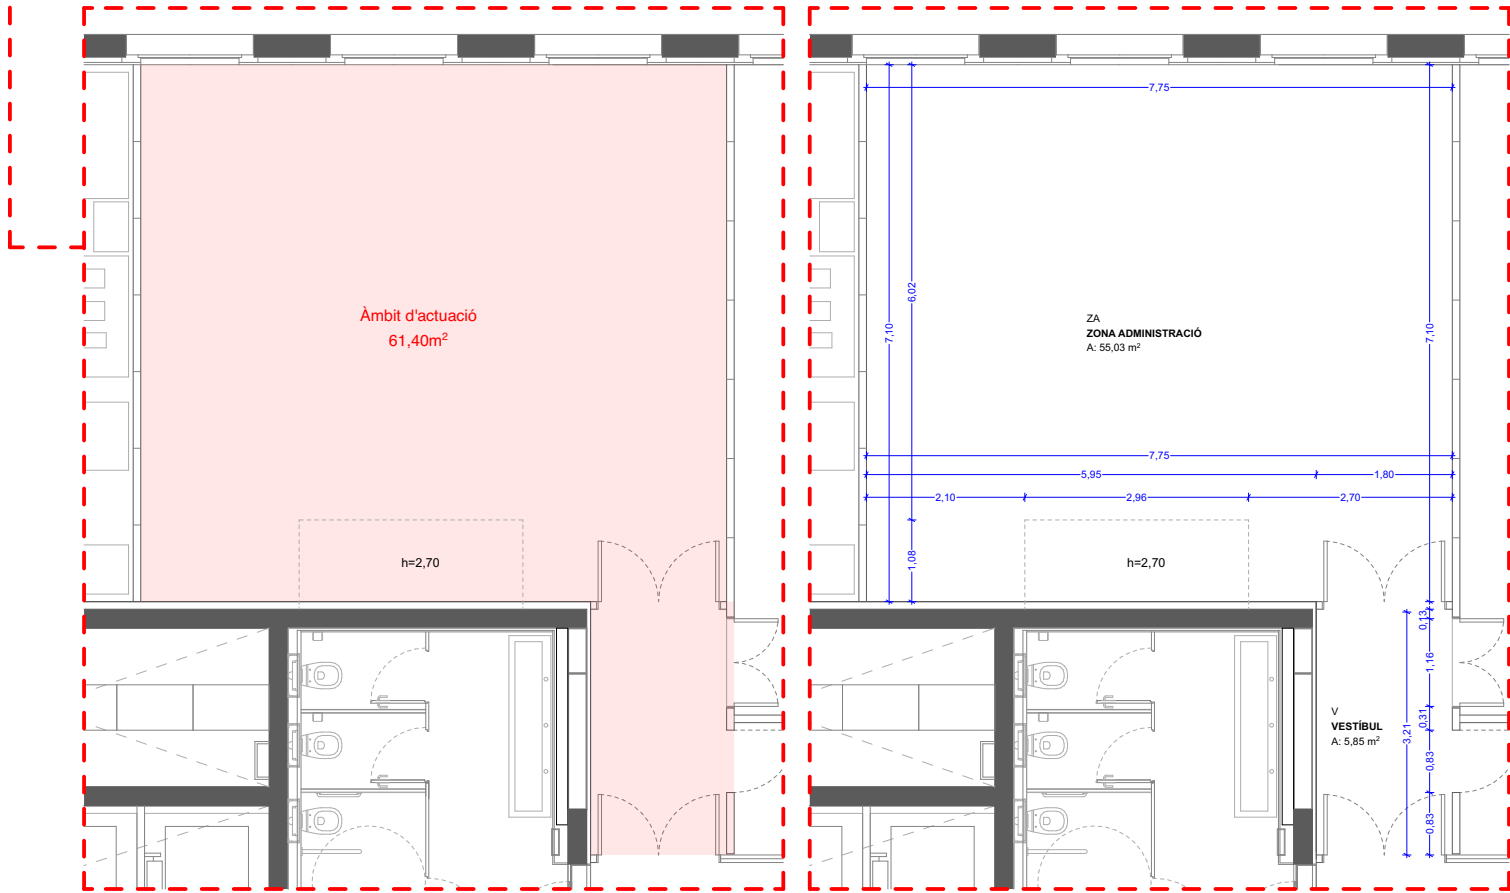 Àmbit d'actuació
61,40m²
h=2,70
7,75
6,02
7,10
7,10
ZA
ZONA ADMINISTRACIÓ
A: 55,03 m²
7,75
5,95
1,80
2,10
2,96
2,70
1,08
h=2,70
0,13
1,16
V
VESTÍBUL
A: 5,85 m²
3,21
0,31
0,83
0,83